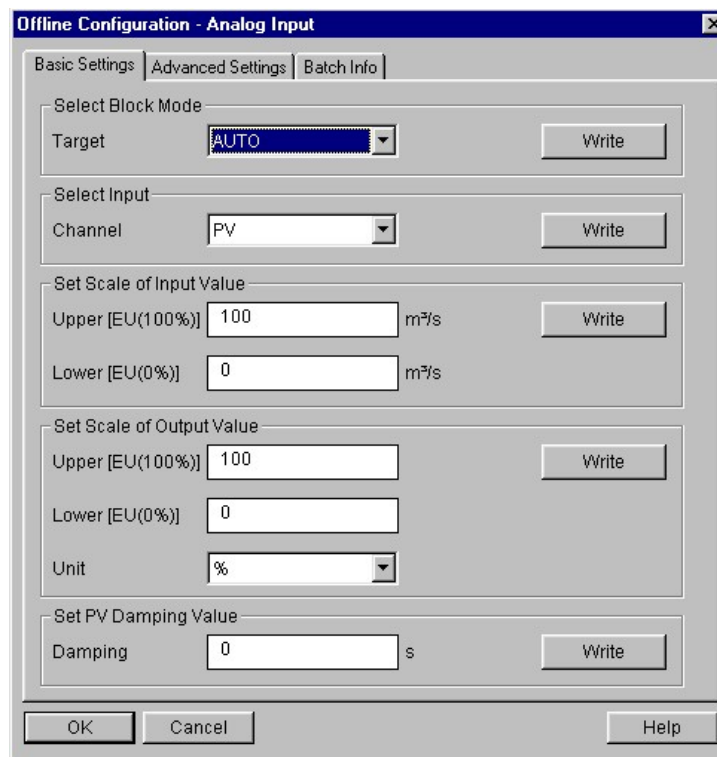 Offline Configuration - Analog Input
Basic Settings Advanced Settings Batch Info
Select Block Mode
Target AUTO Write
Select Input
Channel PV Write
Set Scale of Input Value
Upper [EU(100%)] 100 m³/s Write
Lower [EU(0%)] 0 m³/s
Set Scale of Output Value
Upper [EU(100%)] 100 Write
Lower [EU(0%)] 0
Unit %
Set PV Damping Value
Damping 0 s Write
OK Cancel Help